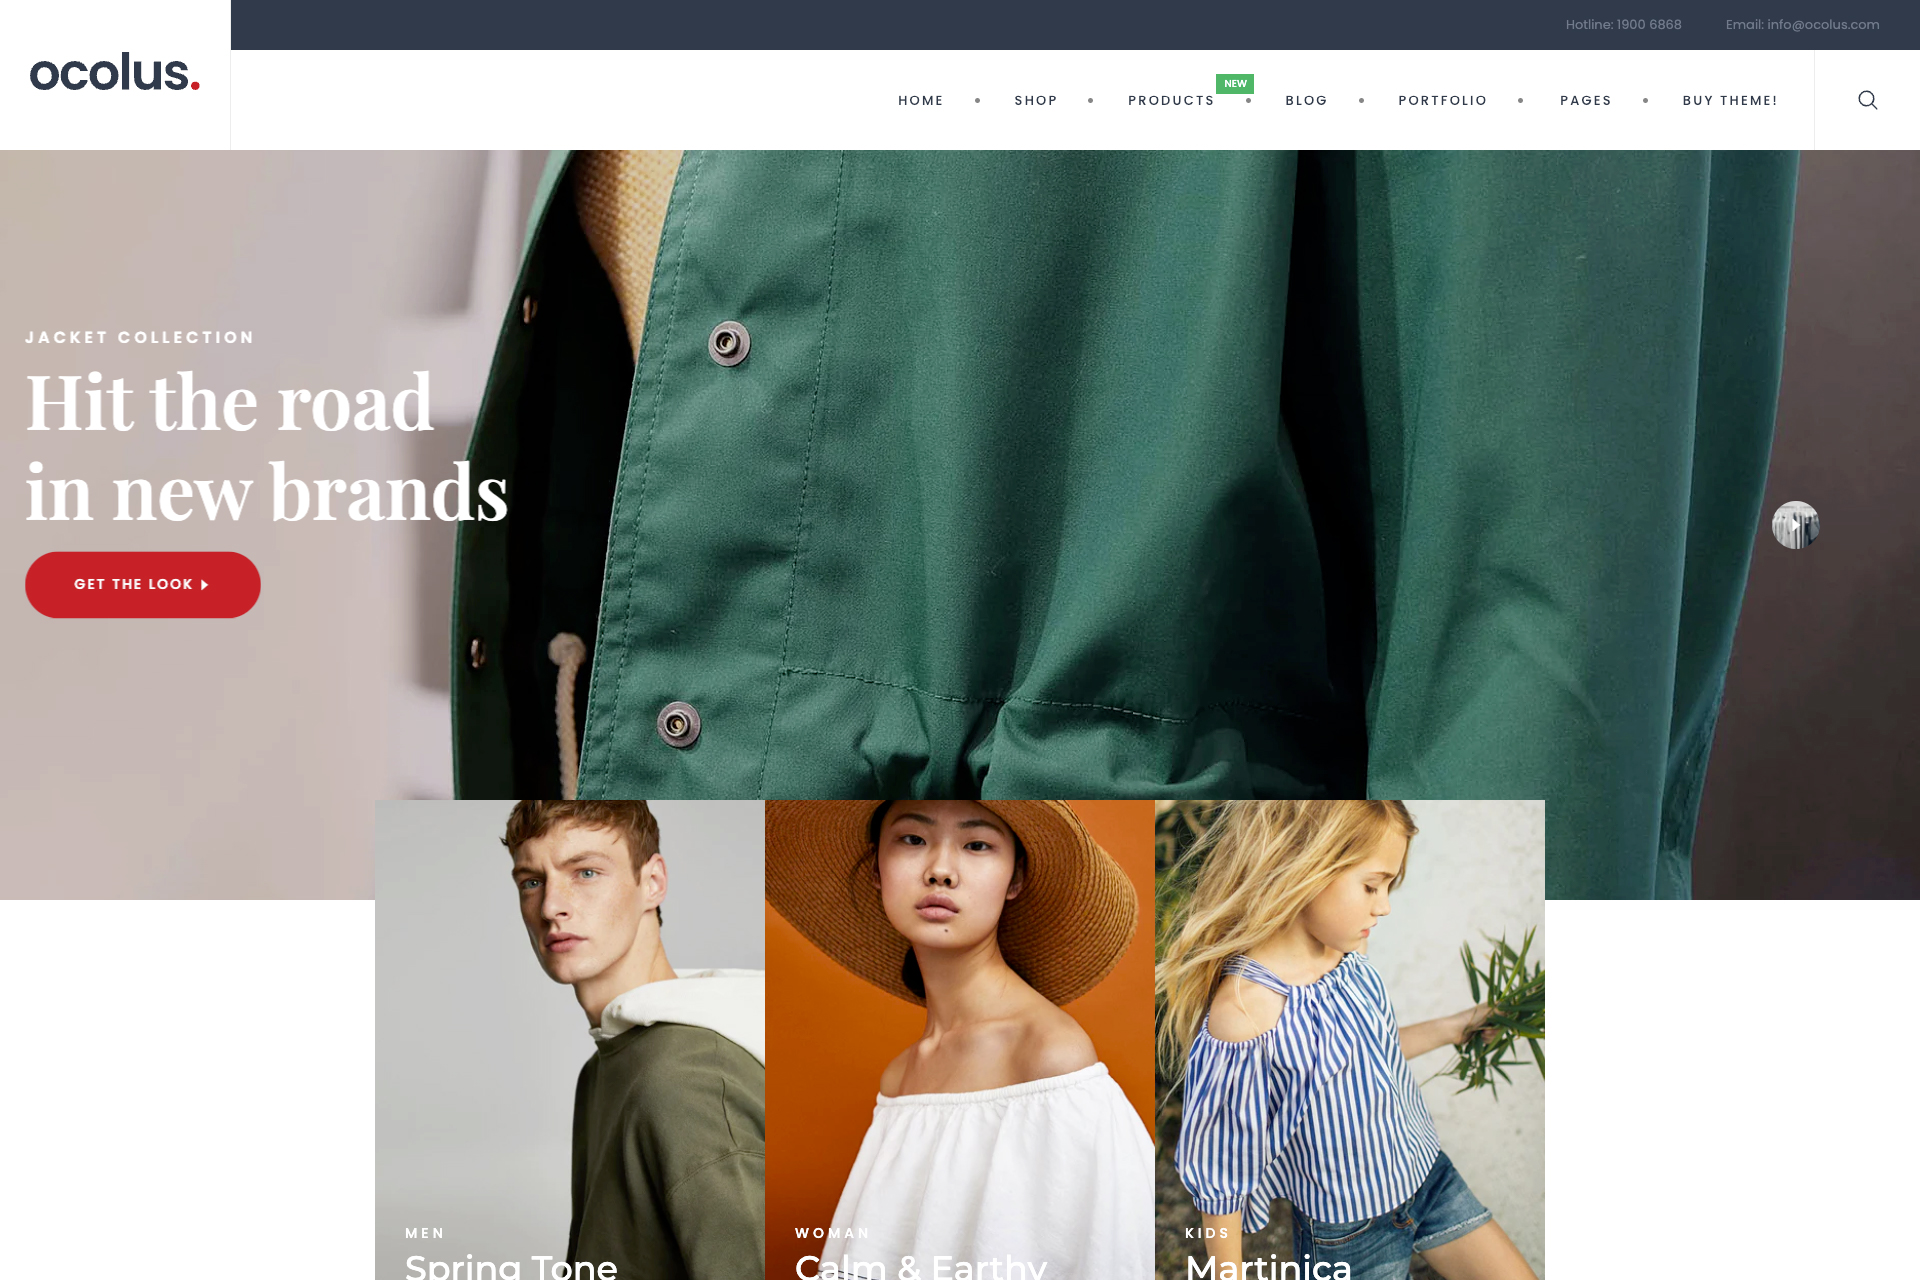 Hotline: 1900 6868
Email: info@ocolus.com
ocolus.
NEW
HOME
SHOP
PRODUCTS
BLOG
PORTFOLIO
PAGES
BUY THEME!
JACKET COLLECTION
Hit the road
in new brands
GET THE LOOK
MEN
Spring Tone
WOMAN
Calm & Earthy
KIDS
Martinica